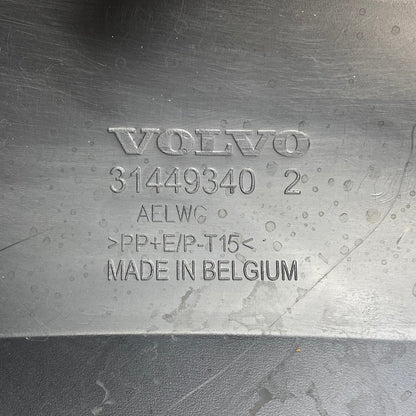 VOLVO
31449340 2
AELWG
>PP+E/P-T15<
MADE IN BELGIUM